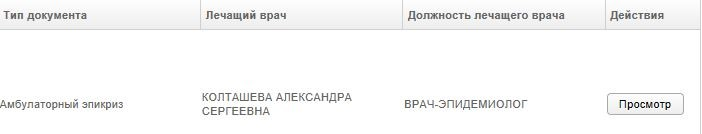 Тип документа Лечащий врач Должность лечащего врача Действия
Амбулаторный эпикриз КОЛТАШЕВА АЛЕКСАНДРА СЕРГЕЕВНА ВРАЧ-ЭПИДЕМИОЛОГ Просмотр